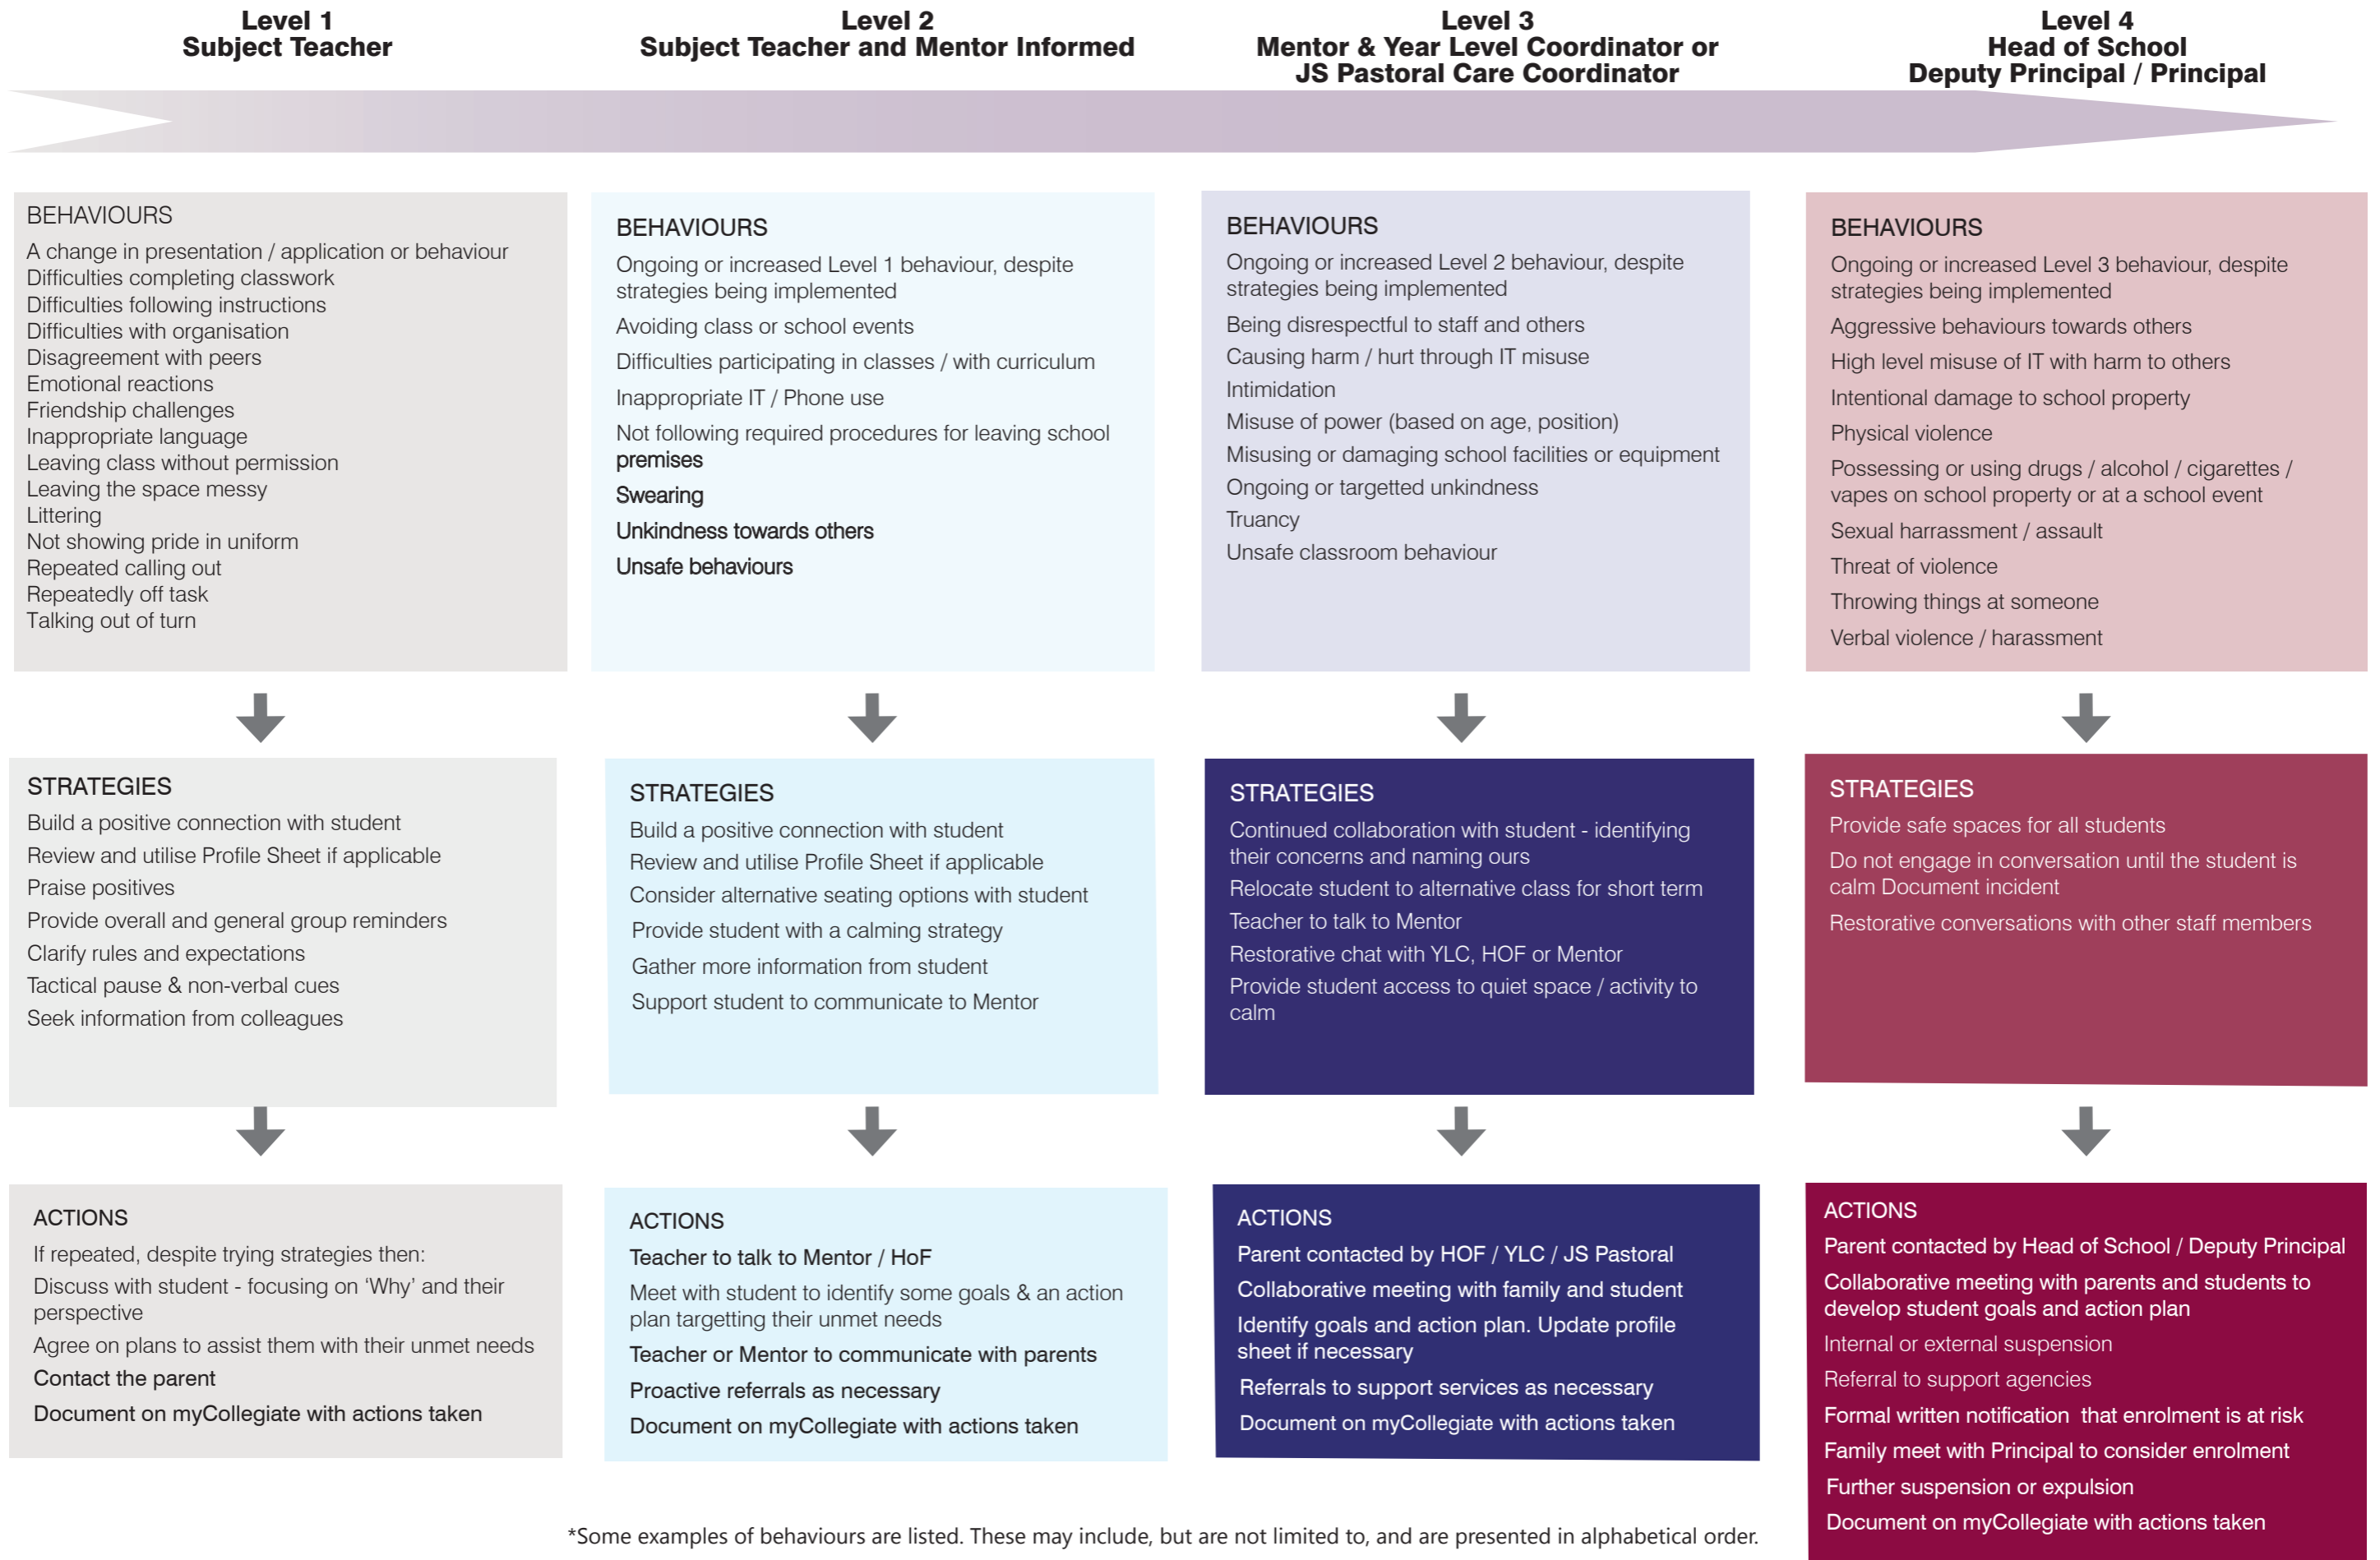 Level 1
Subject Teacher
Level 2
Subject Teacher and Mentor Informed
Level 3
Mentor & Year Level Coordinator or
JS Pastoral Care Coordinator
Level 4
Head of School
Deputy Principal / Principal
BEHAVIOURS
A change in presentation / application or behaviour
Difficulties completing classwork
Difficulties following instructions
Difficulties with organisation
Disagreement with peers
Emotional reactions
Friendship challenges
Inappropriate language
Leaving class without permission
Leaving the space messy
Littering
Not showing pride in uniform
Repeated calling out
Repeatedly off task
Talking out of turn
BEHAVIOURS
Ongoing or increased Level 1 behaviour, despite
strategies being implemented
Avoiding class or school events
Difficulties participating in classes / with curriculum
Inappropriate IT / Phone use
Not following required procedures for leaving school
premises
Swearing
Unkindness towards others
Unsafe behaviours
BEHAVIOURS
Ongoing or increased Level 2 behaviour, despite
strategies being implemented
Being disrespectful to staff and others
Causing harm / hurt through IT misuse
Intimidation
Misuse of power (based on age, position)
Misusing or damaging school facilities or equipment
Ongoing or targetted unkindness
Truancy
Unsafe classroom behaviour
BEHAVIOURS
Ongoing or increased Level 3 behaviour, despite
strategies being implemented
Aggressive behaviours towards others
High level misuse of IT with harm to others
Intentional damage to school property
Physical violence
Possessing or using drugs / alcohol / cigarettes /
vapes on school property or at a school event
Sexual harrassment / assault
Threat of violence
Throwing things at someone
Verbal violence / harassment
STRATEGIES
Build a positive connection with student
Review and utilise Profile Sheet if applicable
Praise positives
Provide overall and general group reminders
Clarify rules and expectations
Tactical pause & non-verbal cues
Seek information from colleagues
STRATEGIES
Build a positive connection with student
Review and utilise Profile Sheet if applicable
Consider alternative seating options with student
Provide student with a calming strategy
Gather more information from student
Support student to communicate to Mentor
STRATEGIES
Continued collaboration with student - identifying
their concerns and naming ours
Relocate student to alternative class for short term
Teacher to talk to Mentor
Restorative chat with YLC, HOF or Mentor
Provide student access to quiet space / activity to
calm
STRATEGIES
Provide safe spaces for all students
Do not engage in conversation until the student is
calm Document incident
Restorative conversations with other staff members
ACTIONS
If repeated, despite trying strategies then:
Discuss with student - focusing on ‘Why’ and their
perspective
Agree on plans to assist them with their unmet needs
Contact the parent
Document on myCollegiate with actions taken
ACTIONS
Teacher to talk to Mentor / HoF
Meet with student to identify some goals & an action
plan targetting their unmet needs
Teacher or Mentor to communicate with parents
Proactive referrals as necessary
Document on myCollegiate with actions taken
ACTIONS
Parent contacted by HOF / YLC / JS Pastoral
Collaborative meeting with family and student
Identify goals and action plan. Update profile
sheet if necessary
Referrals to support services as necessary
Document on myCollegiate with actions taken
ACTIONS
Parent contacted by Head of School / Deputy Principal
Collaborative meeting with parents and students to
develop student goals and action plan
Internal or external suspension
Referral to support agencies
Formal written notification that enrolment is at risk
Family meet with Principal to consider enrolment
Further suspension or expulsion
Document on myCollegiate with actions taken
*Some examples of behaviours are listed. These may include, but are not limited to, and are presented in alphabetical order.